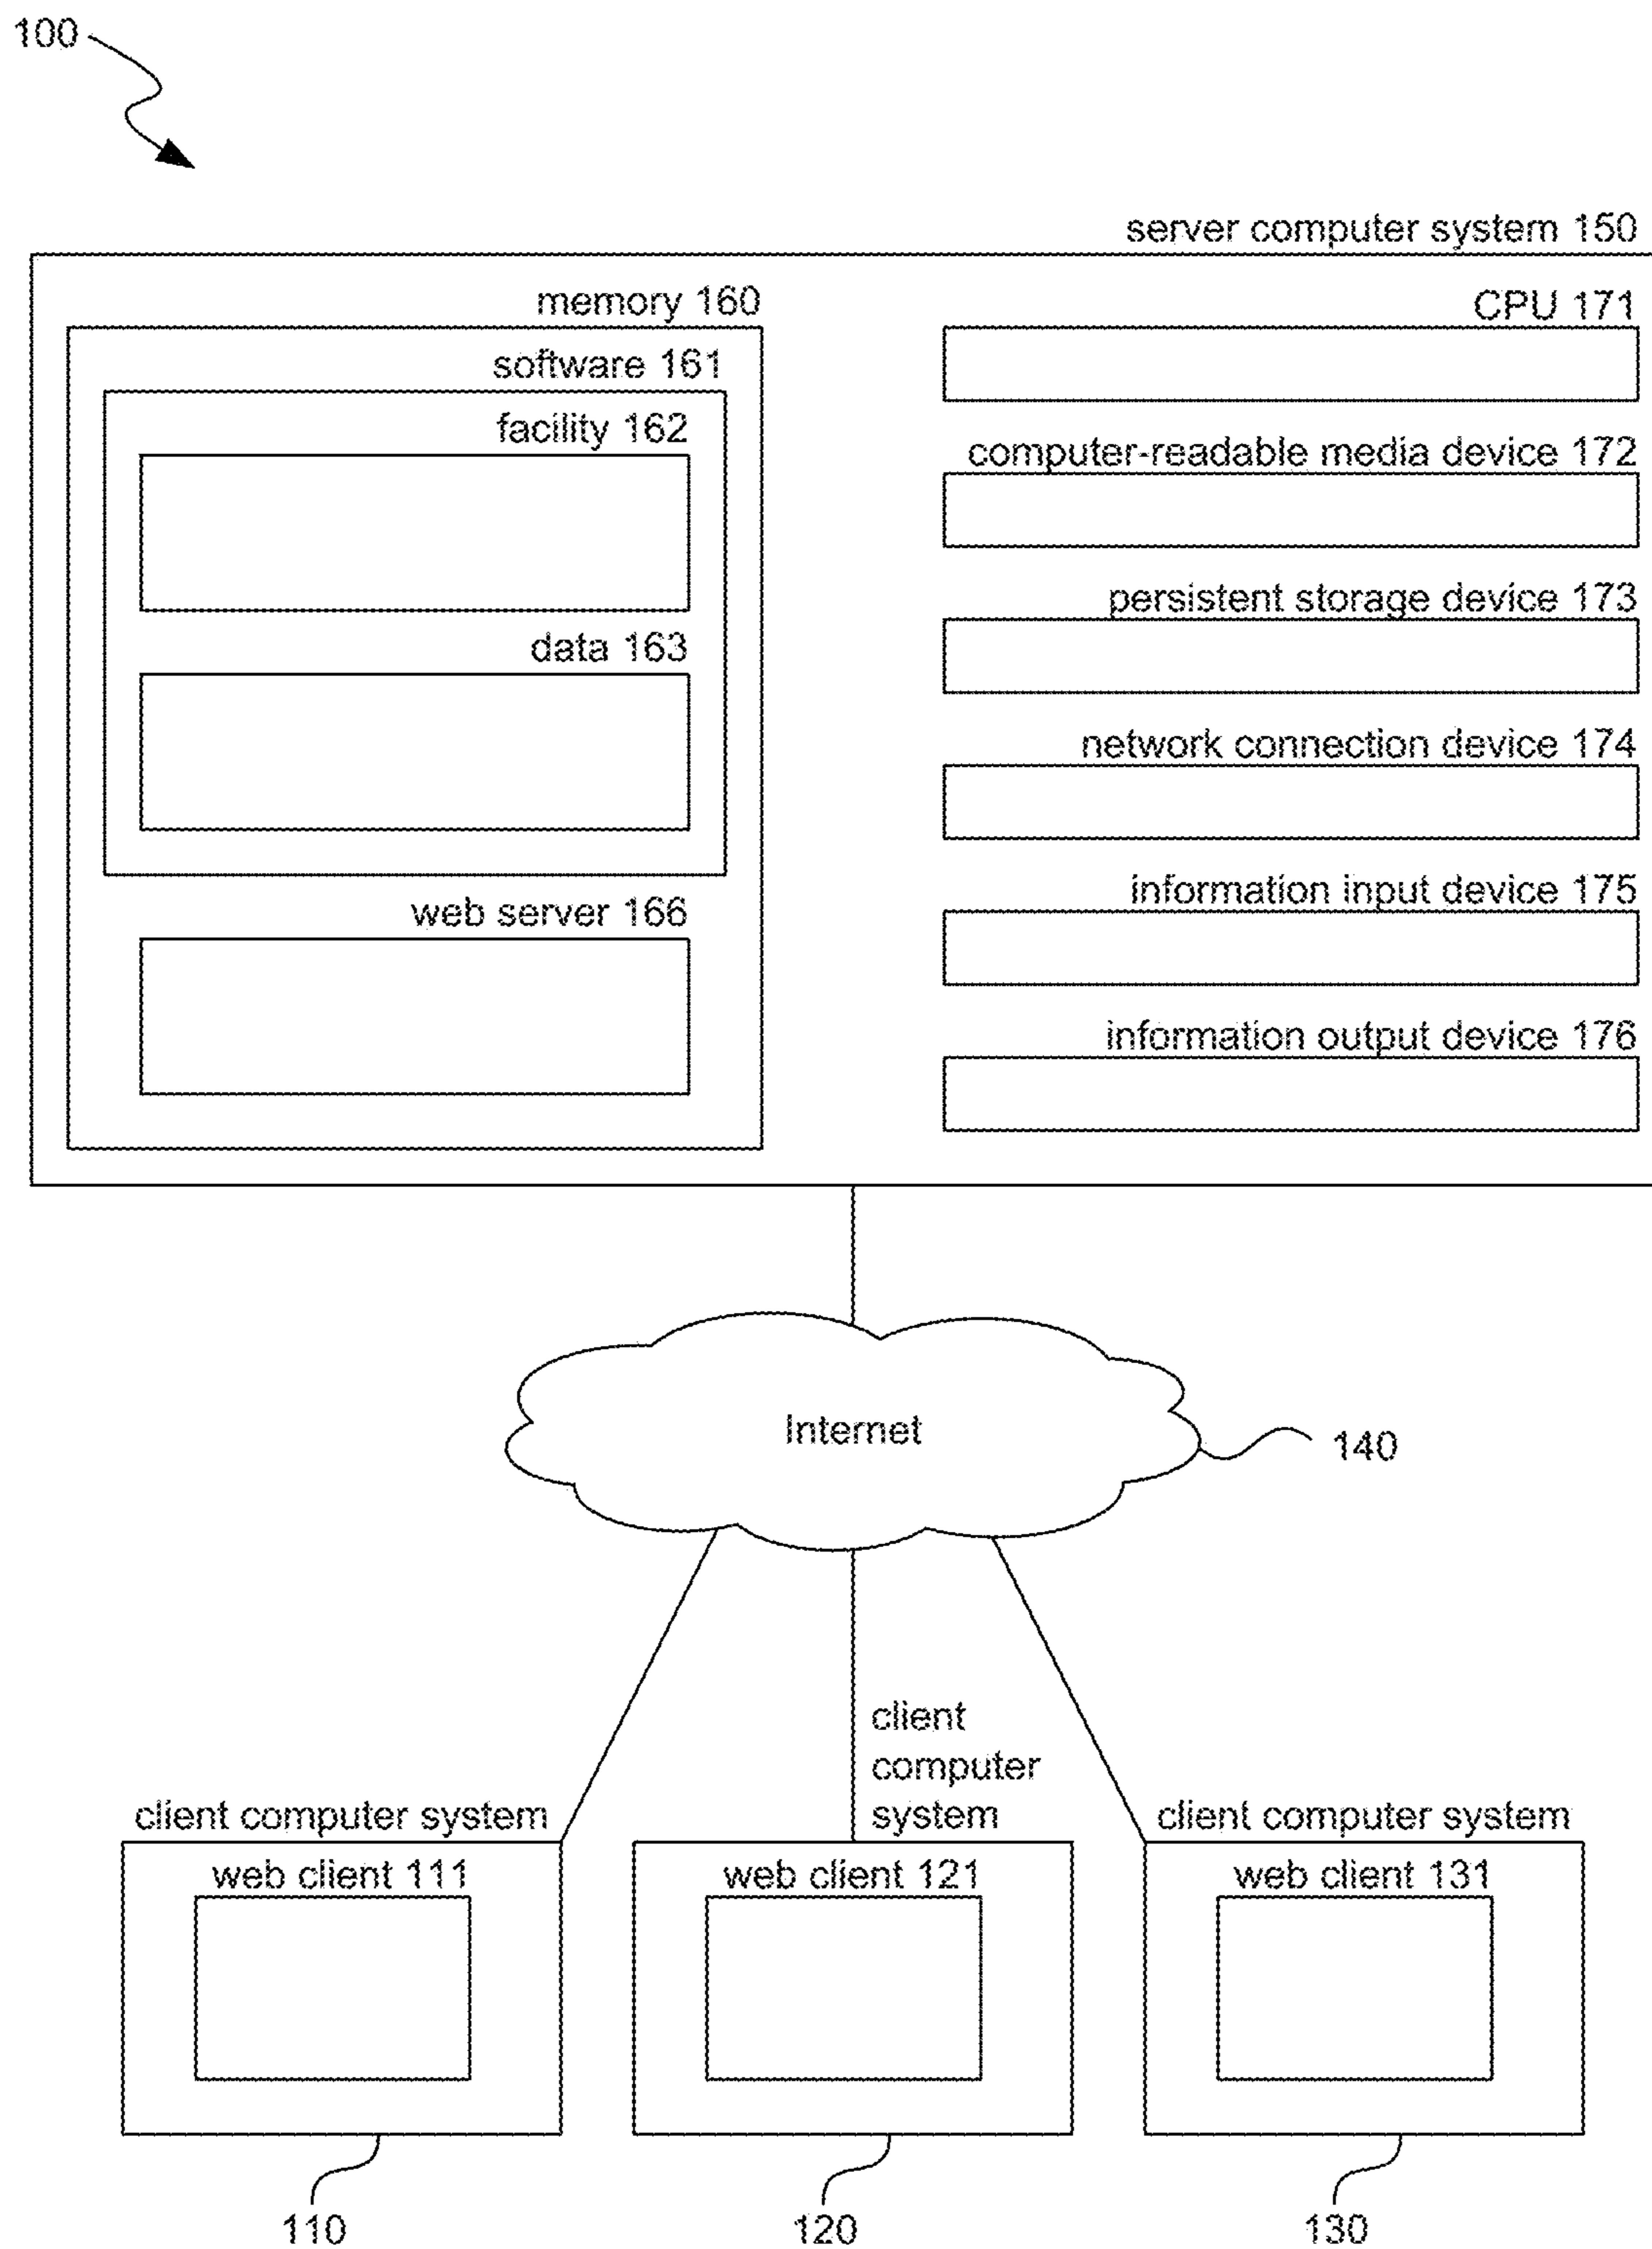 100
server computer system 150
memory 160
software 161
facility 162
data 163
web server 166
CPU 171
computer-readable media device 172
persistent storage device 173
network connection device 174
information input device 175
information output device 176
Internet
140
client computer system
web client 111
110
client
computer
system
web client 121
120
client computer system
web client 131
130